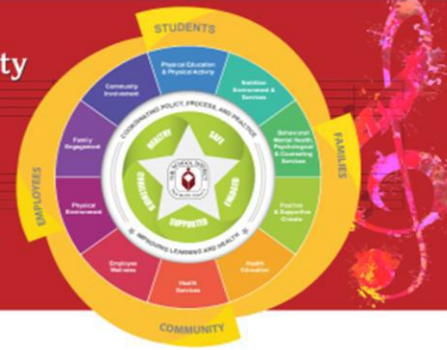 ty
STUDENTS
Physical Education
& Physical Activity
Nutrition
Environment &
Services
Behavioral
Mental Health,
Psychological
& Counseling
Services
Positive
& Supportive
Climate
Health
Education
Health
Services
Employee
Wellness
Physical
Environment
Family
Engagement
Community
Involvement
FAMILIES
COMMUNITY
EMPLOYEES
COORDINATING POLICY, PROCESS, AND PRACTICE
IMPROVING LEARNING AND HEALTH
HEALTHY
SAFE
ENGAGED
SUPPORTED